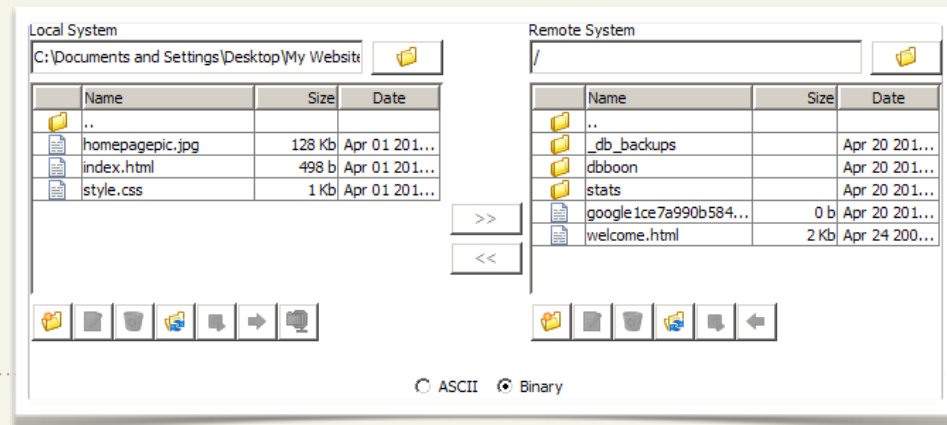 Local System
C:\Documents and Settings\Desktop\My Website
Name Size Date
..
homepagepic.jpg 128 Kb Apr 01 201...
index.html 498 b Apr 01 201...
style.css 1 Kb Apr 01 201...
>>
<<
Remote System
/
Name Size Date
..
_db_backups Apr 20 201...
dbboon Apr 20 201...
stats Apr 20 201...
google1ce7a990b584... 0 b Apr 20 201...
welcome.html 2 Kb Apr 24 200...
ASCII Binary